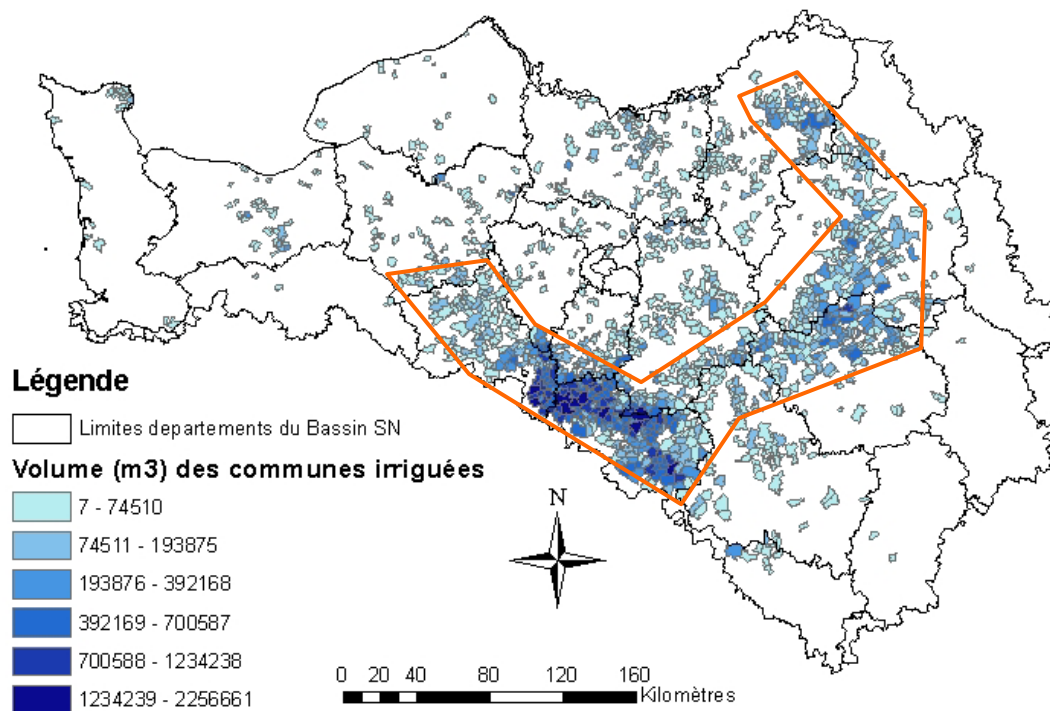 Légende
Limites departements du Bassin SN
Volume (m3) des communes irriguées
7 - 74510
74511 - 193875
193876 - 392168
392169 - 700587
700588 - 1234238
1234239 - 2256661
N
0 20 40 80 120 160
Kilomètres